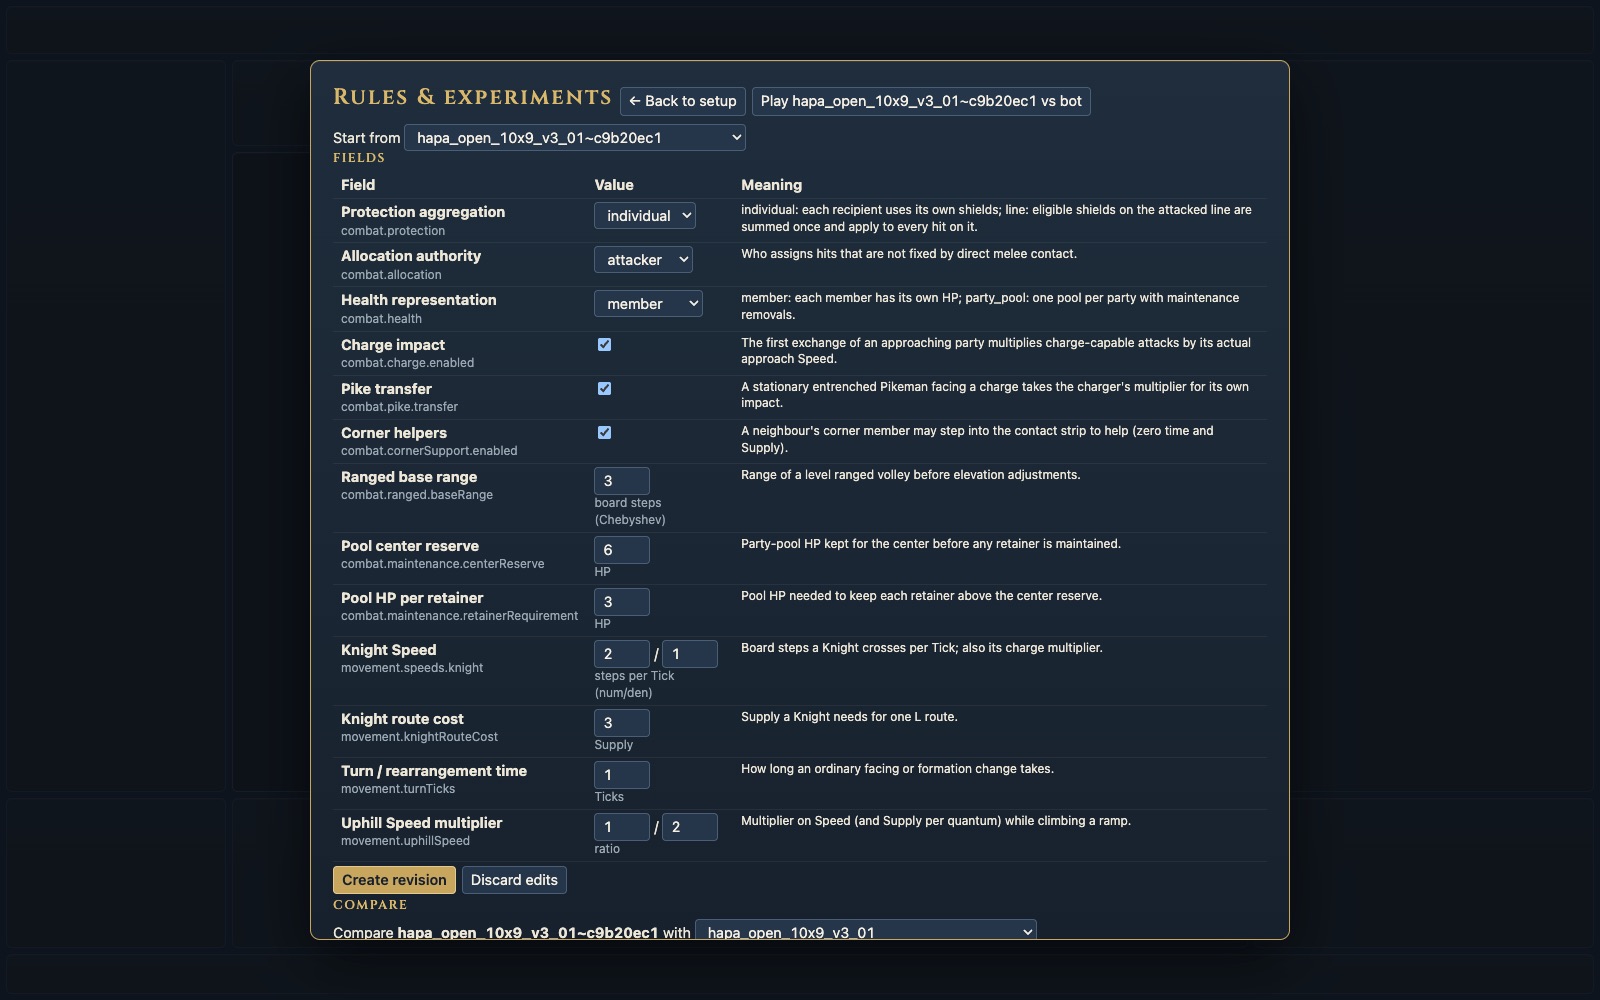 Rules & experiments ← Back to setup Play hapa_open_10x9_v3_01~c9b20ec1 vs bot
Start from hapa_open_10x9_v3_01~c9b20ec1
FIELDS
Field Value Meaning
Protection aggregation individual individual: each recipient uses its own shields; line: eligible shields on the attacked line are
combat.protection summed once and apply to every hit on it.
Allocation authority attacker Who assigns hits that are not fixed by direct melee contact.
combat.allocation
Health representation member member: each member has its own HP; party_pool: one pool per party with maintenance
combat.health removals.
Charge impact The first exchange of an approaching party multiplies charge-capable attacks by its actual
combat.charge.enabled approach Speed.
Pike transfer A stationary entrenched Pikeman facing a charge takes the charger's multiplier for its own
combat.pike.transfer impact.
Corner helpers A neighbour's corner member may step into the contact strip to help (zero time and
combat.cornerSupport.enabled Supply).
Ranged base range 3 Range of a level ranged volley before elevation adjustments.
combat.ranged.baseRange board steps
(Chebyshev)
Pool center reserve 6 Party-pool HP kept for the center before any retainer is maintained.
combat.maintenance.centerReserve HP
Pool HP per retainer 3 Pool HP needed to keep each retainer above the center reserve.
combat.maintenance.retainerRequirement HP
Knight Speed 2 / 1 Board steps a Knight crosses per Tick; also its charge multiplier.
movement.speeds.knight steps per Tick
(num/den)
Knight route cost 3 Supply a Knight needs for one L route.
movement.knightRouteCost Supply
Turn / rearrangement time 1 How long an ordinary facing or formation change takes.
movement.turnTicks Ticks
Uphill Speed multiplier 1 / 2 Multiplier on Speed (and Supply per quantum) while climbing a ramp.
movement.uphillSpeed ratio
Create revision Discard edits
COMPARE
Compare hapa_open_10x9_v3_01~c9b20ec1 with hapa_open_10x9_v3_01